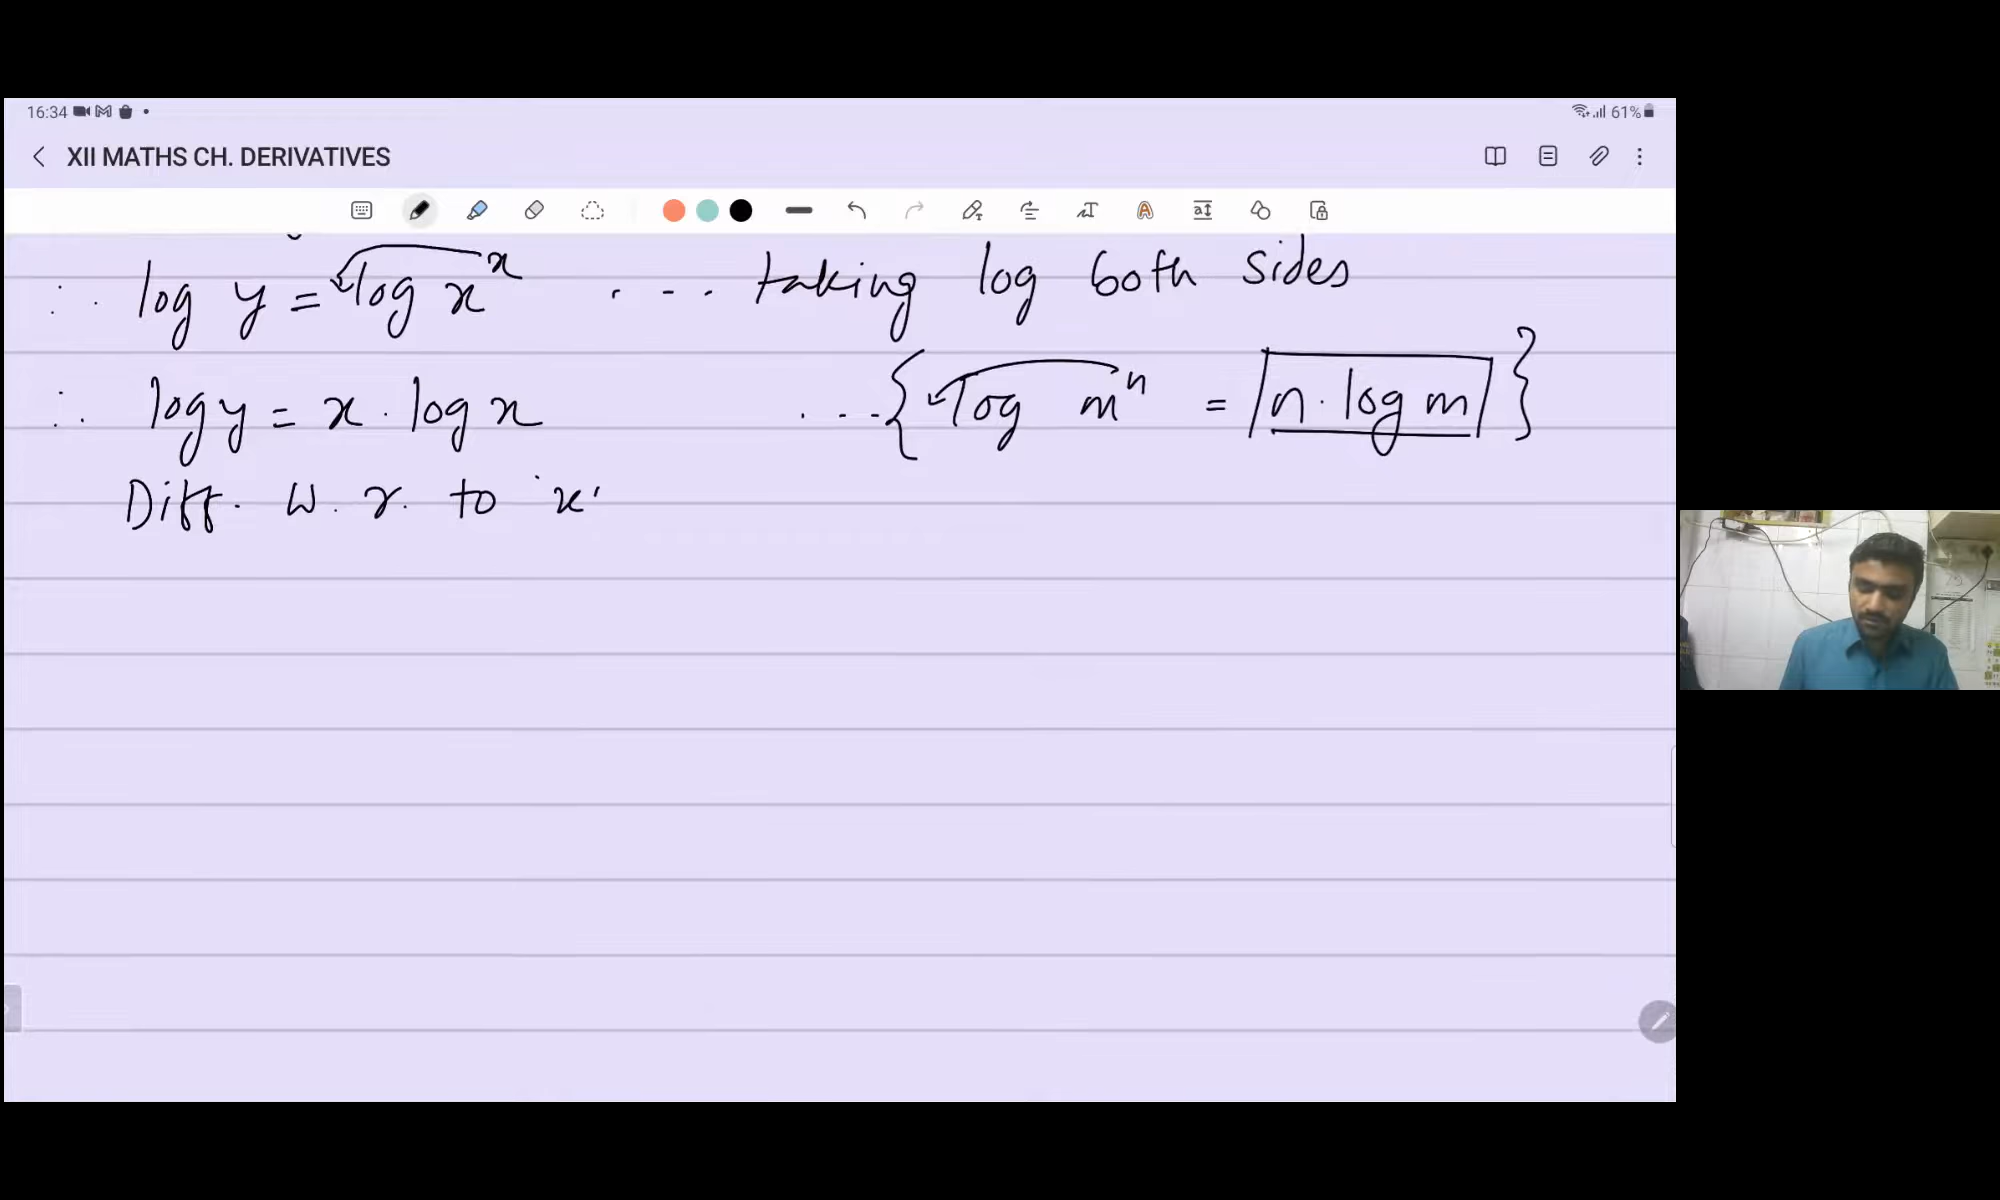 16:34
61%
XII MATHS CH. DERIVATIVES
∴ log y = log x^x .... taking log both sides
∴ log y = x · log x ....{log m^n = n · log m}
Diff. w. r. to 'x'